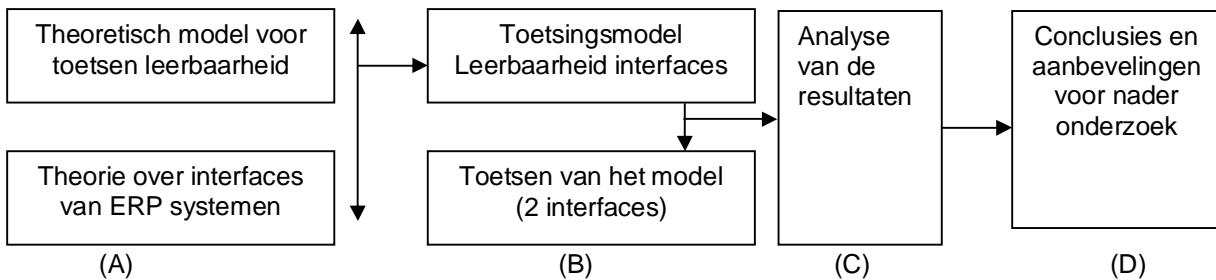 Theoretisch model voor
toetsen leerbaarheid
Theorie over interfaces
van ERP systemen
(A)
Toetsingsmodel
Leerbaarheid interfaces
Toetsen van het model
(2 interfaces)
(B)
Analyse
van de
resultaten
(C)
Conclusies en
aanbevelingen
voor nader
onderzoek
(D)